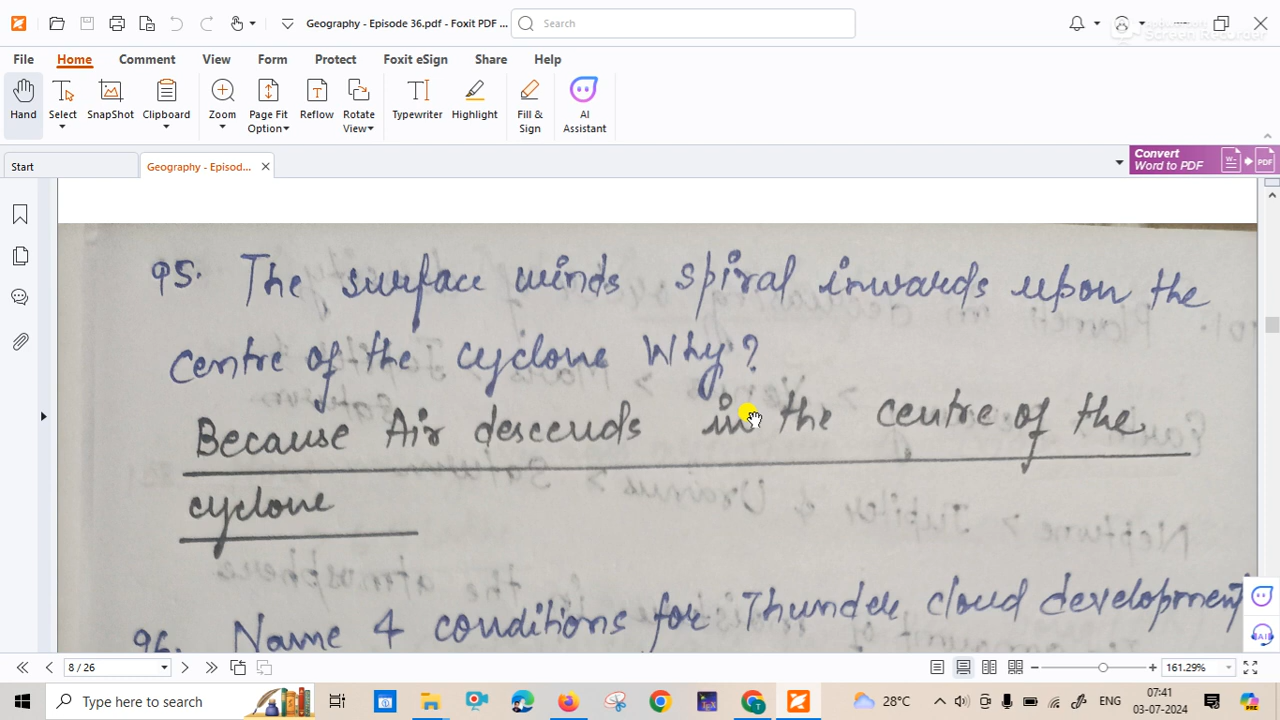 Geography - Episode 36.pdf - Foxit PDF ...
Search
Screen Recorder
File Home Comment View Form Protect Foxit eSign Share Help
Hand Select SnapShot Clipboard Zoom Page Fit Option Reflow Rotate View Typewriter Highlight Fill & Sign AI Assistant
Start
Geography - Episod...
Convert Word to PDF
95. The surface winds spiral inwards upon the
centre of the cyclone Why?
Because Air descends in the centre of the
cyclone
96. Name 4 conditions for Thunder cloud development
8 / 26
161.29%
Type here to search
28°C
ENG
07:41
03-07-2024